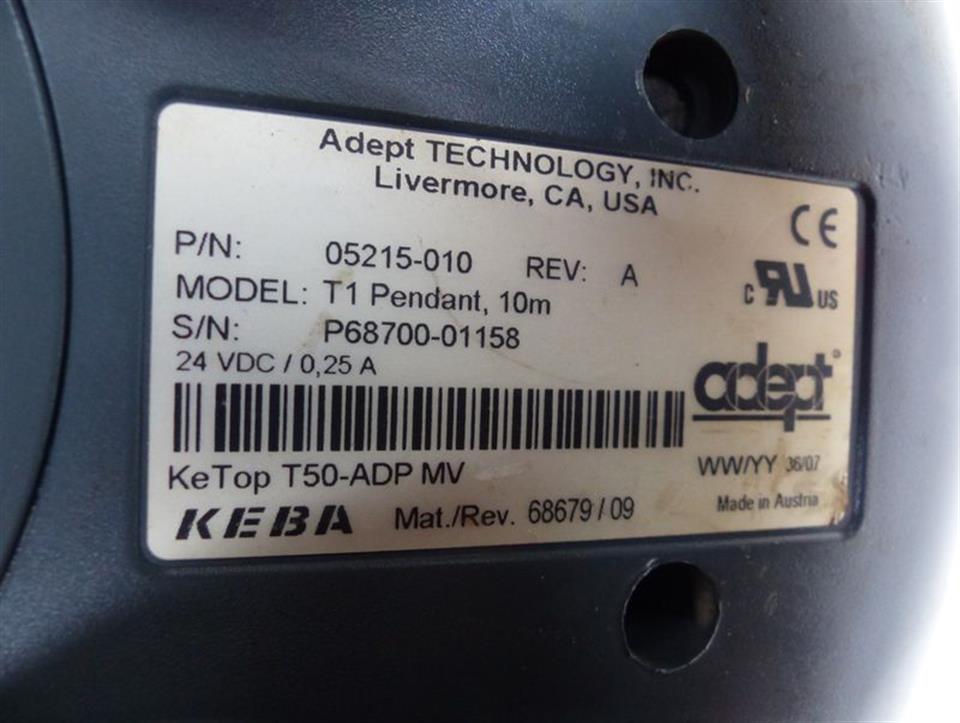 Adept TECHNOLOGY, INC.
Livermore, CA, USA
CE
P/N: 05215-010 REV: A
MODEL: T1 Pendant, 10m
C RU US
S/N: P68700-01158
24 VDC / 0,25 A
adept
KeTop T50-ADP MV
WW/YY 36/07
KEBA Mat./Rev. 68679 / 09
Made in Austria